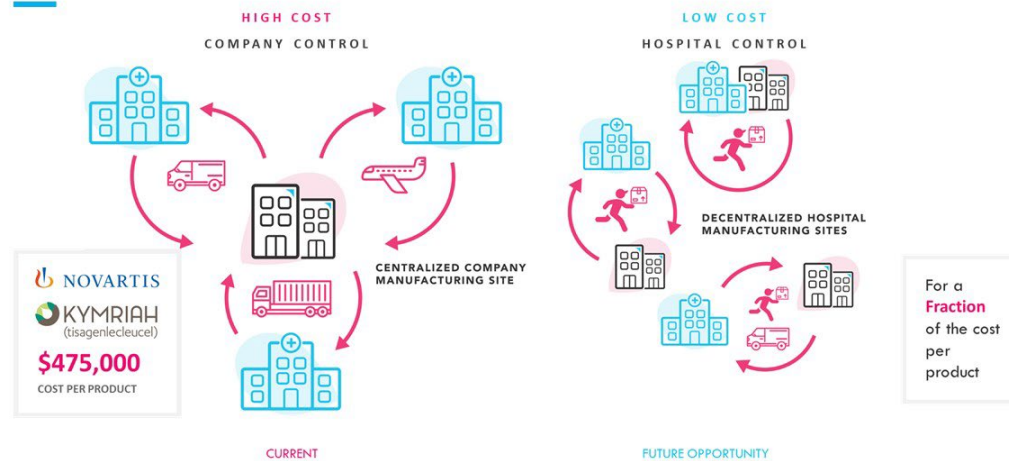 HIGH COST
COMPANY CONTROL
CENTRALIZED COMPANY
MANUFACTURING SITE
NOVARTIS
KYMRIAH
(tisagenlecleucel)
$475,000
COST PER PRODUCT
CURRENT
LOW COST
HOSPITAL CONTROL
DECENTRALIZED HOSPITAL
MANUFACTURING SITES
For a
Fraction
of the cost
per
product
FUTURE OPPORTUNITY